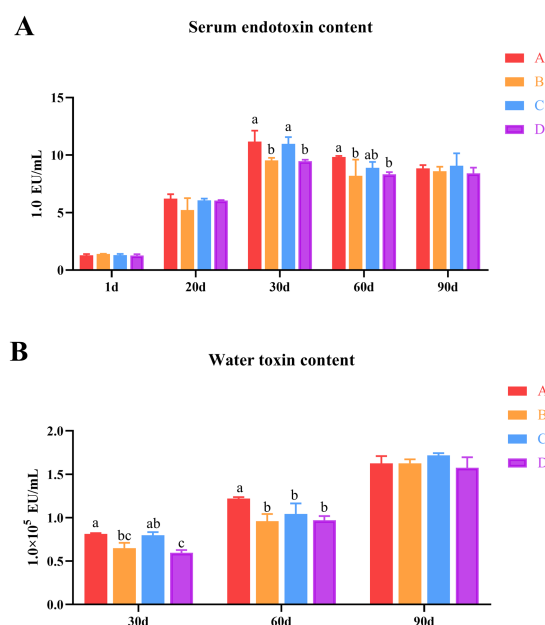 A
Serum endotoxin content
A
B
C
D
1.0 EU/mL
15
10
5
0
a b a b
a b ab b
1d 20d 30d 60d 90d
B
Water toxin content
A
B
C
D
1.0×10⁵ EU/mL
2.0
1.5
1.0
0.5
0.0
a bc ab c
a b b b
30d 60d 90d